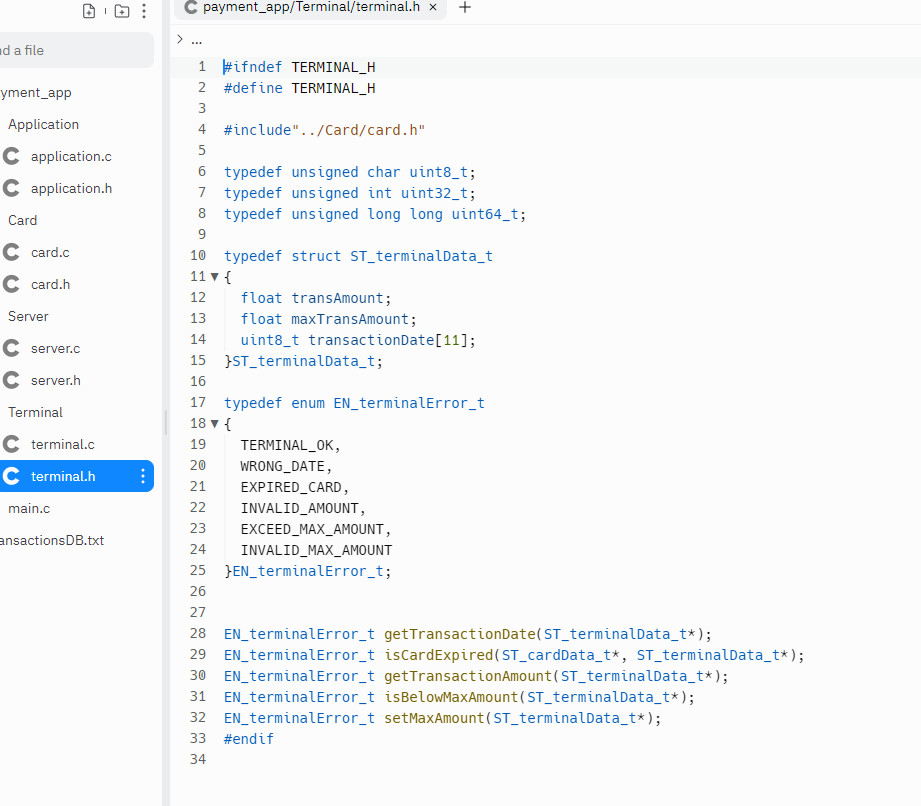 payment_app/Terminal/terminal.h ×  +
> ...
nd a file
yment_app
Application
application.c
application.h
Card
card.c
card.h
Server
server.c
server.h
Terminal
terminal.c
terminal.h
main.c
ansactionsDB.txt
1 #ifndef TERMINAL_H
2 #define TERMINAL_H
3
4 #include"../Card/card.h"
5
6 typedef unsigned char uint8_t;
7 typedef unsigned int uint32_t;
8 typedef unsigned long long uint64_t;
9
10 typedef struct ST_terminalData_t
11 {
12   float transAmount;
13   float maxTransAmount;
14   uint8_t transactionDate[11];
15 }ST_terminalData_t;
16
17 typedef enum EN_terminalError_t
18 {
19   TERMINAL_OK,
20   WRONG_DATE,
21   EXPIRED_CARD,
22   INVALID_AMOUNT,
23   EXCEED_MAX_AMOUNT,
24   INVALID_MAX_AMOUNT
25 }EN_terminalError_t;
26
27
28 EN_terminalError_t getTransactionDate(ST_terminalData_t*);
29 EN_terminalError_t isCardExpired(ST_cardData_t*, ST_terminalData_t*);
30 EN_terminalError_t getTransactionAmount(ST_terminalData_t*);
31 EN_terminalError_t isBelowMaxAmount(ST_terminalData_t*);
32 EN_terminalError_t setMaxAmount(ST_terminalData_t*);
33 #endif
34